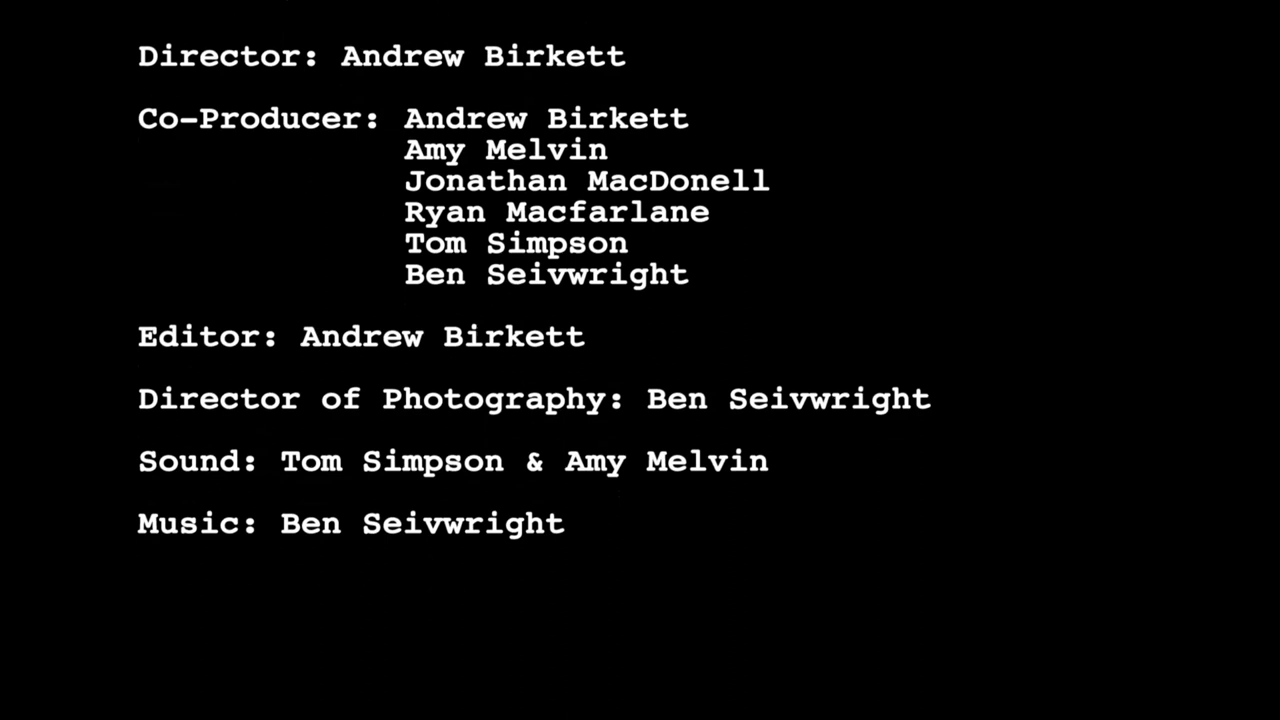 Director: Andrew Birkett
Co-Producer: Andrew Birkett
Amy Melvin
Jonathan MacDonell
Ryan Macfarlane
Tom Simpson
Ben Seivwright
Editor: Andrew Birkett
Director of Photography: Ben Seivwright
Sound: Tom Simpson & Amy Melvin
Music: Ben Seivwright